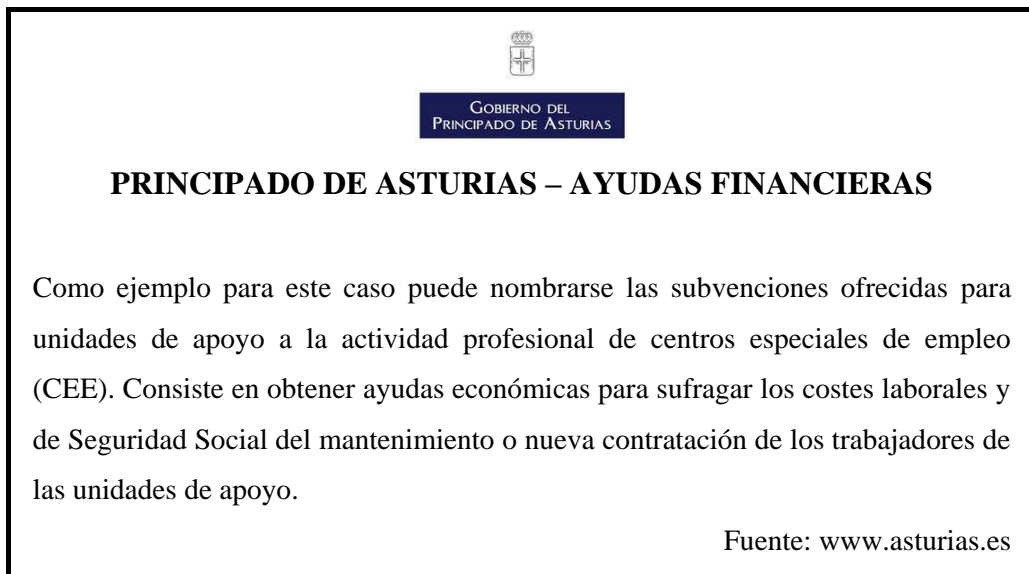 GOBIERNO DEL
PRINCIPADO DE ASTURIAS
PRINCIPADO DE ASTURIAS – AYUDAS FINANCIERAS
Como ejemplo para este caso puede nombrarse las subvenciones ofrecidas para
unidades de apoyo a la actividad profesional de centros especiales de empleo
(CEE). Consiste en obtener ayudas económicas para sufragar los costes laborales y
de Seguridad Social del mantenimiento o nueva contratación de los trabajadores de
las unidades de apoyo.
Fuente: www.asturias.es